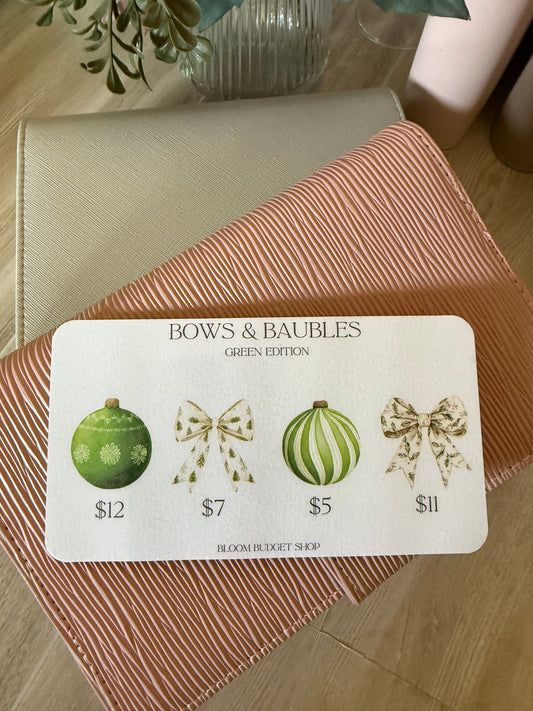 BOWS & BAUBLES
GREEN EDITION
$12 $7 $5 $11
BLOOM BUDGET SHOP